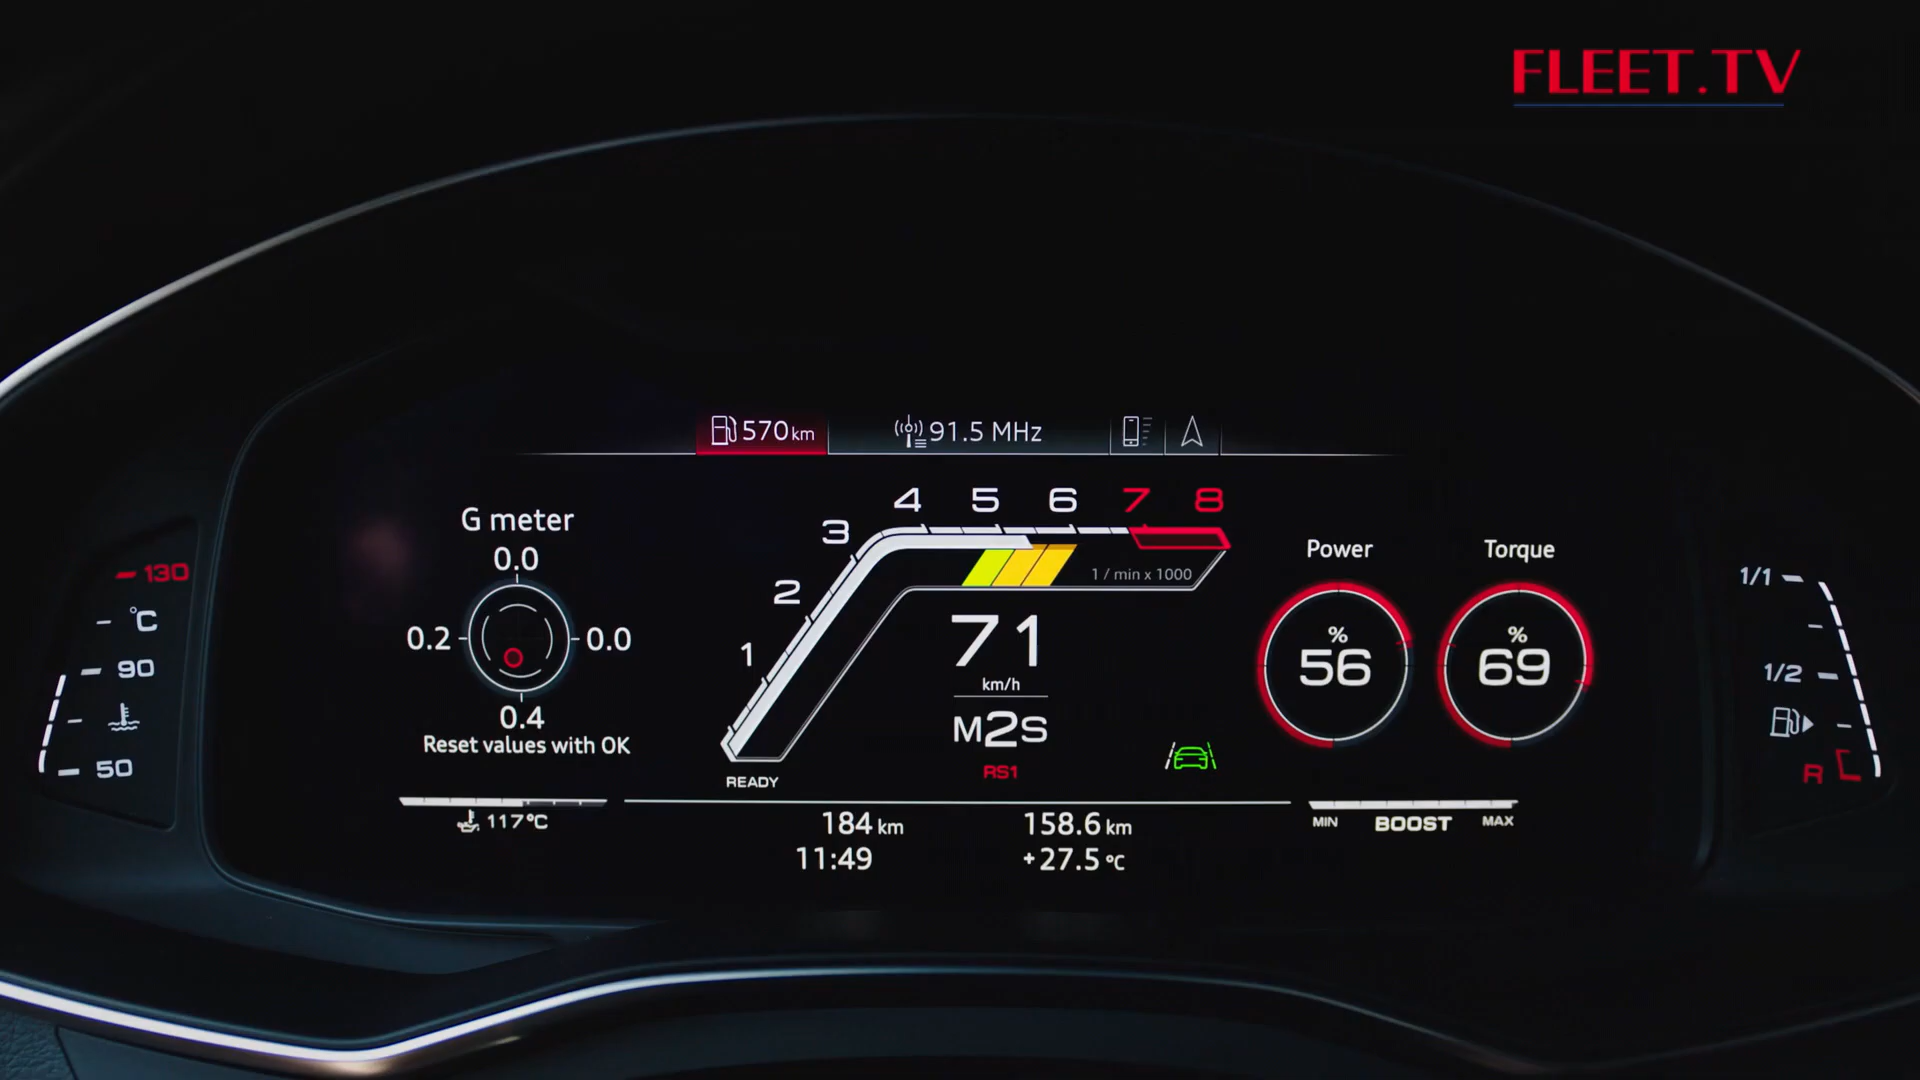 FLEET.TV
570 km
91.5 MHz
G meter
0.0
0.2
0.0
0.4
Reset values with OK
130
°C
90
50
1
2
3
4
5
6
7
8
1 / min x 1000
71
km/h
M2S
RS1
READY
Power
%
56
Torque
%
69
1/1
1/2
R
117°C
184 km
158.6 km
11:49
+27.5 °C
MIN
BOOST
MAX